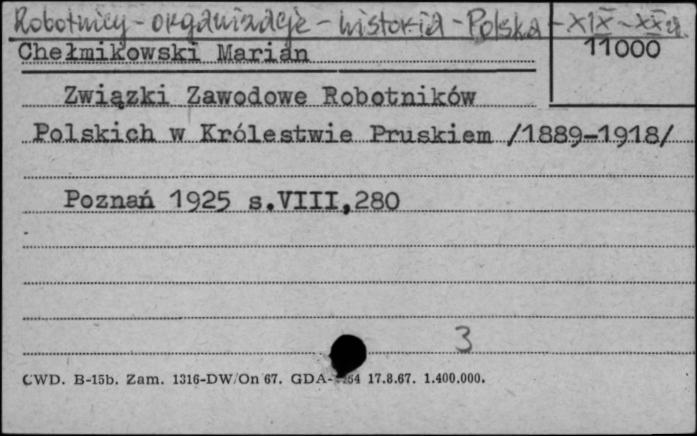 Robotnicy - organizacje - historia - Polska - XIX - XX w.
Chełmikowski Marian
11000
Związki Zawodowe Robotników
Polskich w Królestwie Pruskiem /1889-1918/
Poznań 1925 s.VIII,280
3
CWD. B-15b. Zam. 1316-DW/On 67. GDA- 17.8.67. 1.400.000.